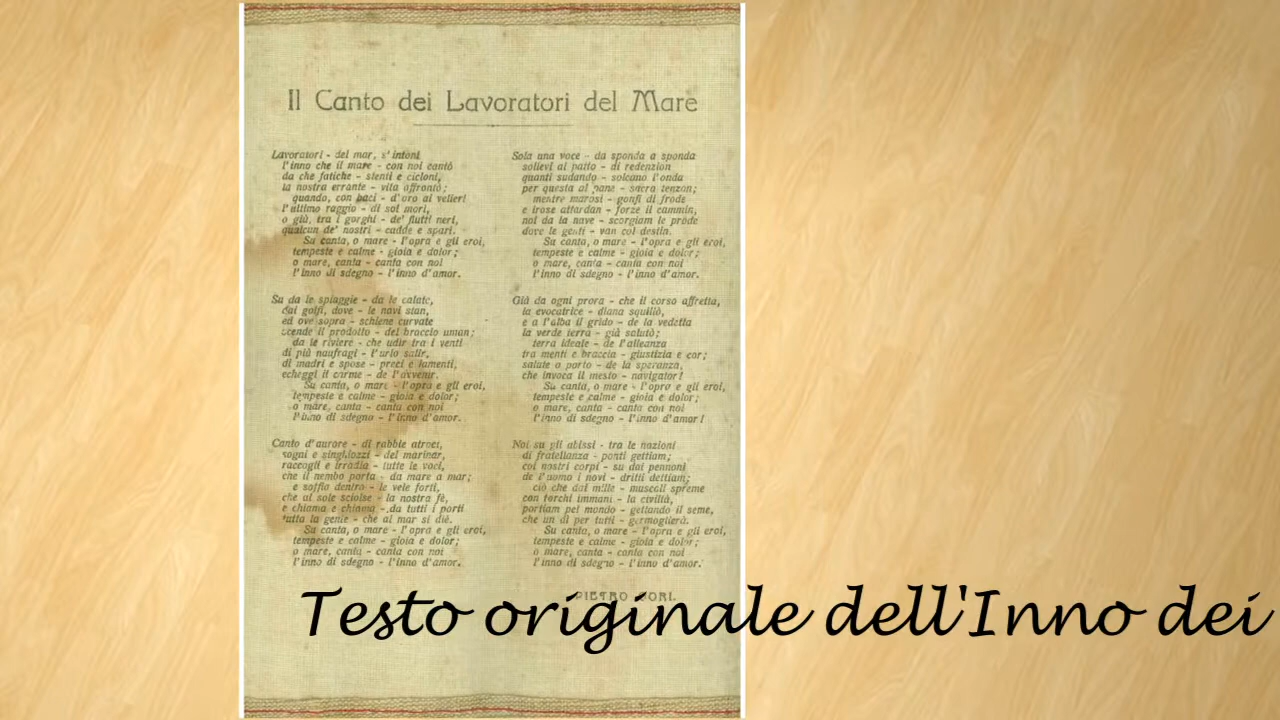 Il Canto dei Lavoratori del Mare
Lavoratori - del mar, s'intoni
l'inno che il mare - con noi cantò
da che fatiche - stenti e cicloni,
la nostra errante - vita affrontò;
quando, con baci - d'oro ai velieri
l'ultimo raggio - di sol morì,
o giù, tra i gorghi - de' flutti neri,
qualcun de' nostri - cadde e sparì.
Su canta, o mare - l'opra e gli eroi,
tempeste e calme - gioia e dolor;
o mare, canta - canta con noi
l'inno di sdegno - l'inno d'amor.
Su da le spiaggie - da le calate,
dai golfi, dove - le navi stan,
ed ove sopra - schiene curvate
scende il prodotto - del braccio uman;
da le riviere - che udir tra i venti
di più naufragi - l'urlo salir,
di madri e spose - preci e lamenti,
echeggi il carme - de l'avvenir.
Su canta, o mare - l'opra e gli eroi,
tempeste e calme - gioia e dolor;
o mare, canta - canta con noi
l'inno di sdegno - l'inno d'amor.
Canto d'aurore - di rabbie atroci,
sogni e singhiozzi - del mariner,
raccogli e irradia - tutte le voci,
che il nembo porta - da mare a mar;
e soffia dentro - le vele forti,
che al sole sciolse - la nostra fè,
e chiama e chiama - da tutti i porti
tutta la gente - che al mar si diè.
Su canta, o mare - l'opra e gli eroi,
tempeste e calme - gioia e dolor;
o mare, canta - canta con noi
l'inno di sdegno - l'inno d'amor.
Sola una voce - da sponda a sponda
sollevi al patto - di redenzion
quanti sudando - solcano l'onda
per questa al pane - sacra tenzon;
mentre marosi - gonfi di frode
e irose attardan - forze il cammin,
noi da la nave - scorgiam le prode
dove le genti - van col destin.
Su canta, o mare - l'opra e gli eroi,
tempeste e calme - gioia e dolor;
o mare, canta - canta con noi
l'inno di sdegno - l'inno d'amor.
Già da ogni prora - che il corso affretta,
la evocatrice - diana squillò,
e a l'alba il grido - de la vedetta
la verde terra - già salutò;
terra ideale - de l'alleanza
tra menti e braccia - giustizia e cor;
salute o porto - de la speranza,
che invoca il mesto - navigator!
Su canta, o mare - l'opra e gli eroi,
tempeste e calme - gioia e dolor;
o mare, canta - canta con noi
l'inno di sdegno - l'inno d'amor!
Noi su gli abissi - tra le nazioni
di fratellanza - ponti gettiam;
coi nostri corpi - su dai pennoni
de l'uomo i novi - dritti dettiam;
ciò che dai mille - muscoli spreme
con torchi immani - la civiltà,
portiam pel mondo - gettando il seme,
che un dì per tutti - germoglierà.
Su canta, o mare - l'opra e gli eroi,
tempeste e calme - gioia e dolor;
o mare, canta - canta con noi
l'inno di sdegno - l'inno d'amor.
PIETRO GORI.
Testo originale dell'Inno dei